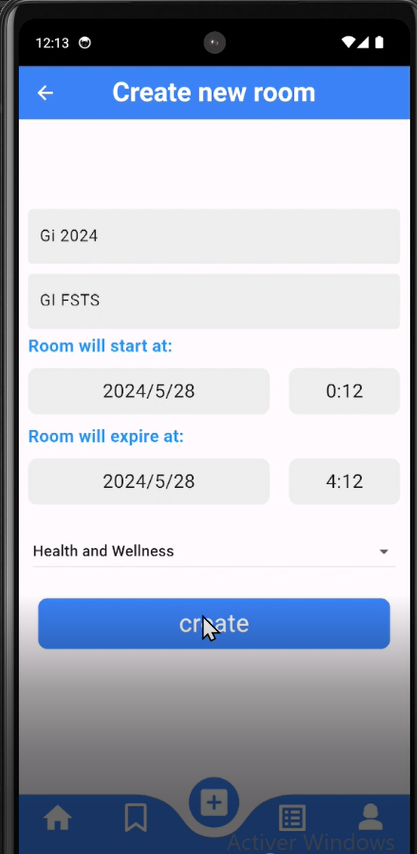 12:13
Create new room
Gi 2024
GI FSTS
Room will start at:
2024/5/28 0:12
Room will expire at:
2024/5/28 4:12
Health and Wellness
create
Activer Windows